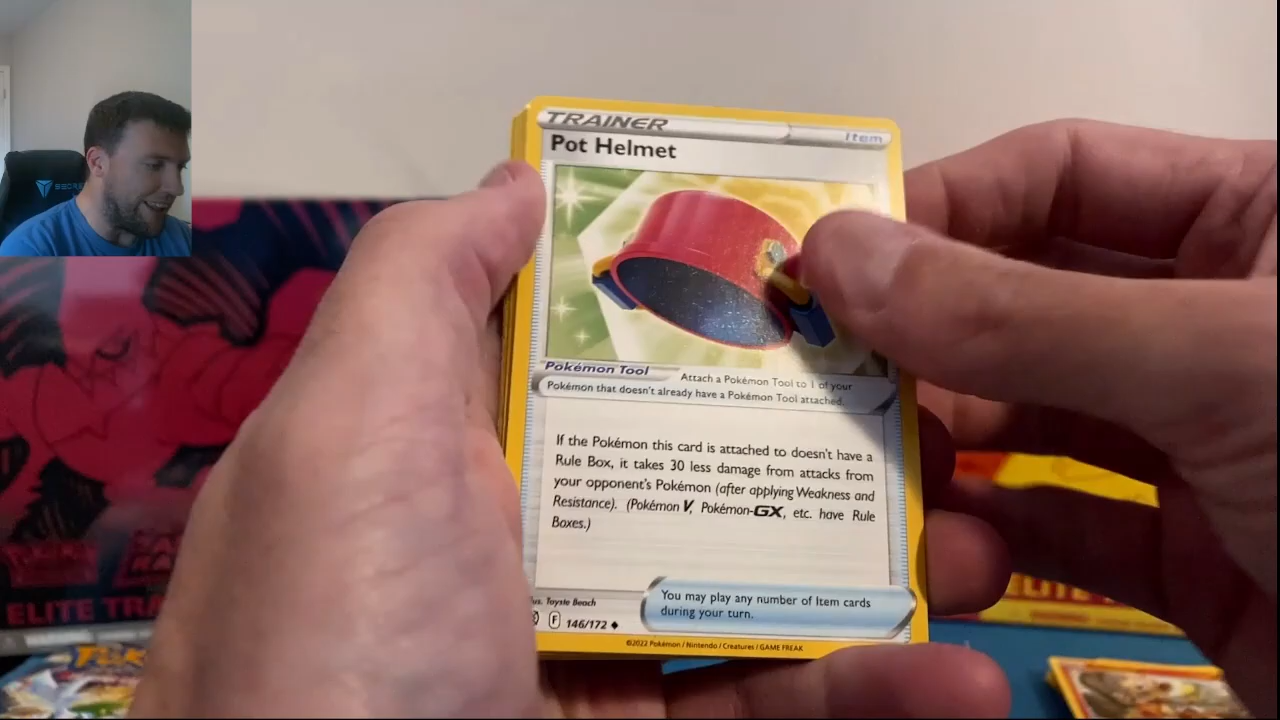 TRAINER
Item
Pot Helmet
Pokémon Tool
Attach a Pokémon Tool to 1 of your
Pokémon that doesn't already have a Pokémon Tool attached.
If the Pokémon this card is attached to doesn't have a
Rule Box, it takes 30 less damage from attacks from
your opponent's Pokémon (after applying Weakness and
Resistance). (Pokémon V, Pokémon-GX, etc. have Rule
Boxes.)
You may play any number of Item cards
during your turn.
us. Toyste Beach
F 146/172 ◆
©2022 Pokémon / Nintendo / Creatures / GAME FREAK
ELITE TRA